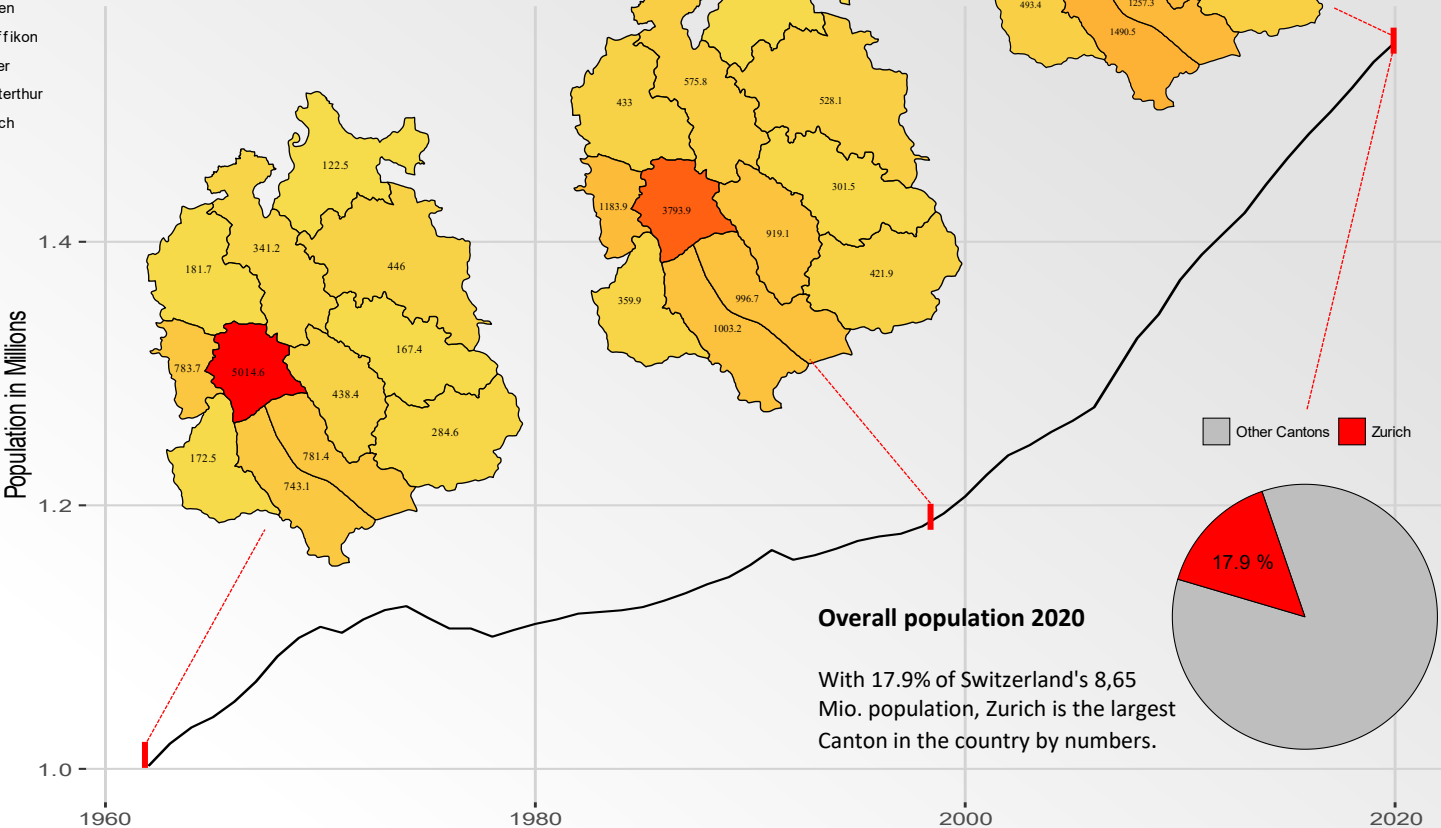 en
ffikon
er
terthur
ch
493.4
1257.3
1490.5
433
575.8
528.1
1183.9
3793.9
301.5
919.1
421.9
359.9
996.7
1003.2
122.5
341.2
181.7
446
783.7
5014.6
167.4
438.4
284.6
172.5
781.4
743.1
Population in Millions
1.4
1.2
1.0
1960
1980
2000
2020
Other Cantons
Zurich
17.9 %
Overall population 2020
With 17.9% of Switzerland's 8,65
Mio. population, Zurich is the largest
Canton in the country by numbers.